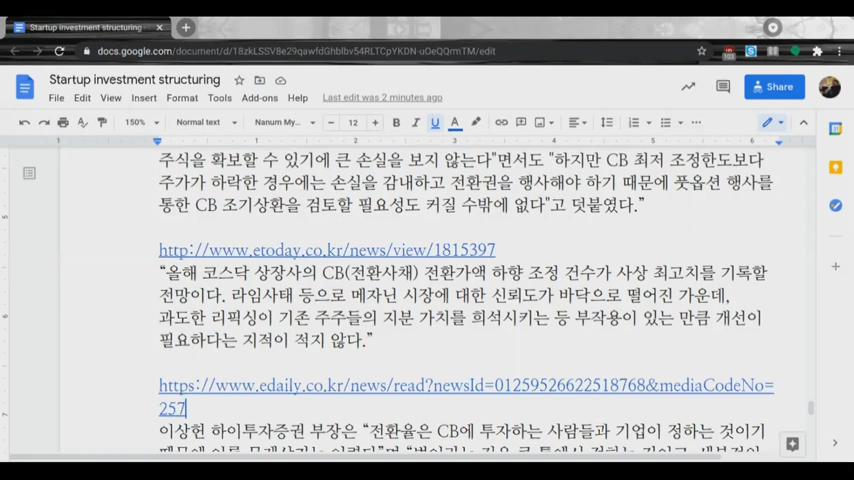 Startup investment structuring
docs.google.com/document/d/18zkLSSV8e29qawfdGhblbv54RLTCpYKDN-uOeQQrmTM/edit
103
Startup investment structuring
Share
File Edit View Insert Format Tools Add-ons Help Last edit was 2 minutes ago
150% Normal text Nanum My... 12 B I U A
1 1 2 3 4 5 6 7
주식을 확보할 수 있기에 큰 손실을 보지 않는다"면서도 "하지만 CB 최저 조정한도보다
주가가 하락한 경우에는 손실을 감내하고 전환권을 행사해야 하기 때문에 풋옵션 행사를
통한 CB 조기상환을 검토할 필요성도 커질 수밖에 없다"고 덧붙였다.”
5
http://www.etoday.co.kr/news/view/1815397
“올해 코스닥 상장사의 CB(전환사채) 전환가액 하향 조정 건수가 사상 최고치를 기록할
전망이다. 라임사태 등으로 메자닌 시장에 대한 신뢰도가 바닥으로 떨어진 가운데,
6
과도한 리픽싱이 기존 주주들의 지분 가치를 희석시키는 등 부작용이 있는 만큼 개선이
필요하다는 지적이 적지 않다.”
https://www.edaily.co.kr/news/read?newsId=01259526622518768&mediaCodeNo=
257
7
이상헌 하이투자증권 부장은 “전환율은 CB에 투자하는 사람들과 기업이 정하는 것이기